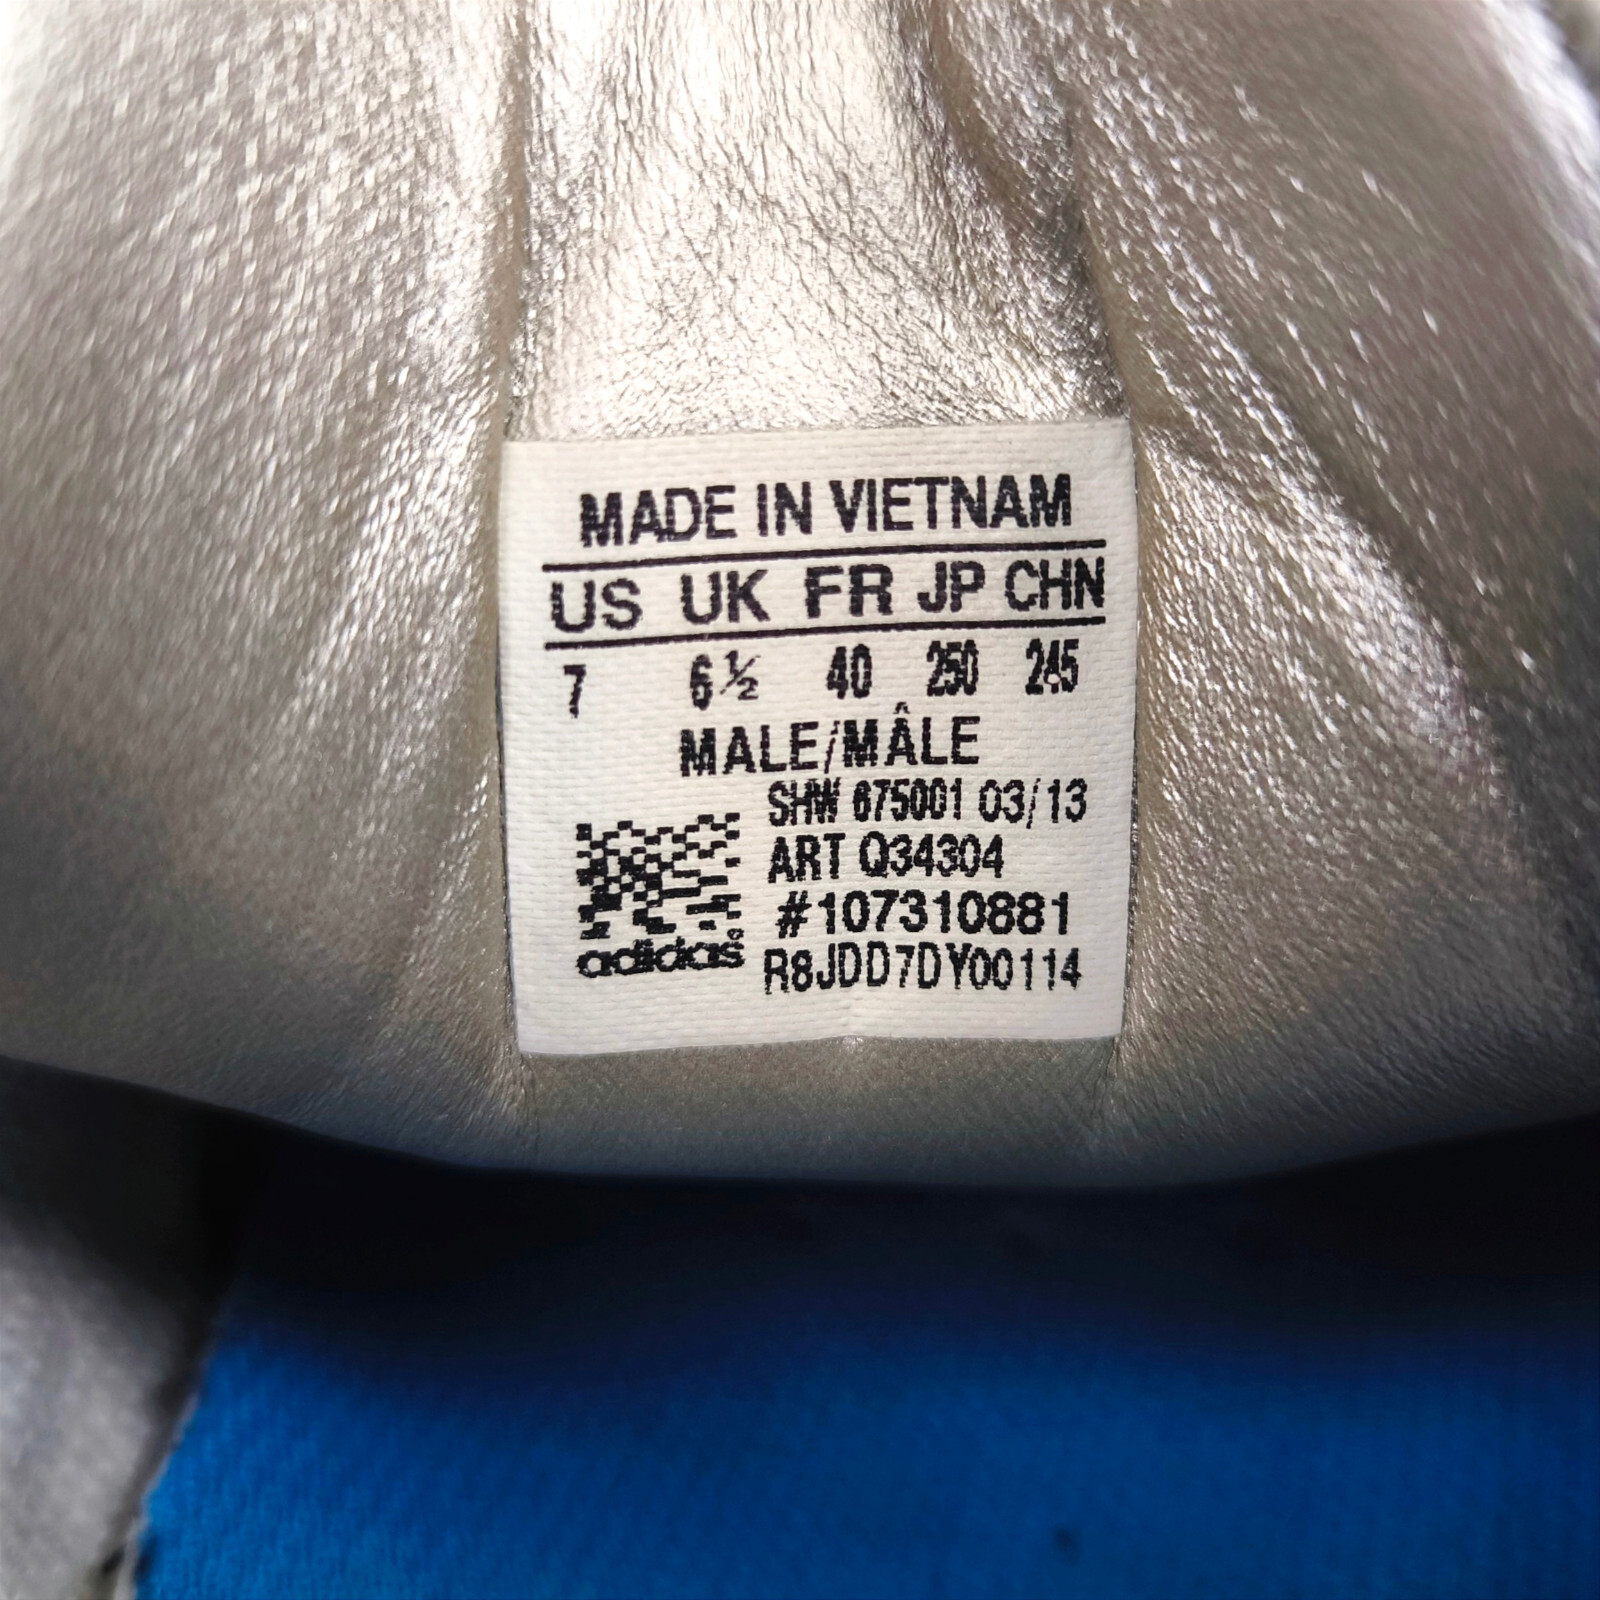 MADE IN VIETNAM
US UK FR JP CHN
7 6½ 40 250 245
MALE/MÂLE
SHW 675001 03/13
ART Q34304
#107310881
adidas® R8JDD7DY00114